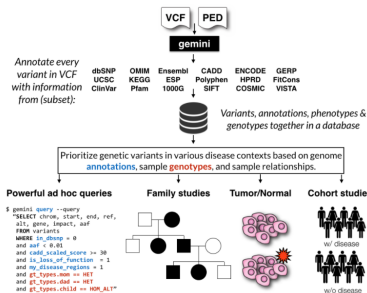 VCF PED
gemini
Annotate every
variant in VCF
with information
from (subset):
dbSNP OMIM Ensembl CADD ENCODE GERP
UCSC KEGG ESP Polyphen HPRD FitCons
ClinVar Pfam 1000G SIFT COSMIC VISTA
Variants, annotations, phenotypes &
genotypes together in a database
Prioritize genetic variants in various disease contexts based on genome
annotations, sample genotypes, and sample relationships.
Powerful ad hoc queries Family studies Tumor/Normal Cohort studie
$ gemini query --query
"SELECT chrom, start, end, ref,
alt, gene, impact, aaf
FROM variants
WHERE in_dbsnp = 0
and aaf < 0.01
and cadd_scaled_score >= 30
and is_loss_of_function = 1
and my_disease_regions = 1
and gt_types.mom == HET
and gt_types.dad == HET
and gt_types.child == HOM_ALT"
w/ disease
w/o disease